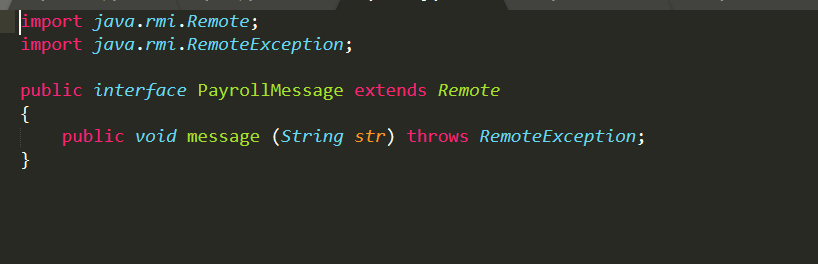 import java.rmi.Remote;
import java.rmi.RemoteException;
public interface PayrollMessage extends Remote
{
public void message (String str) throws RemoteException;
}